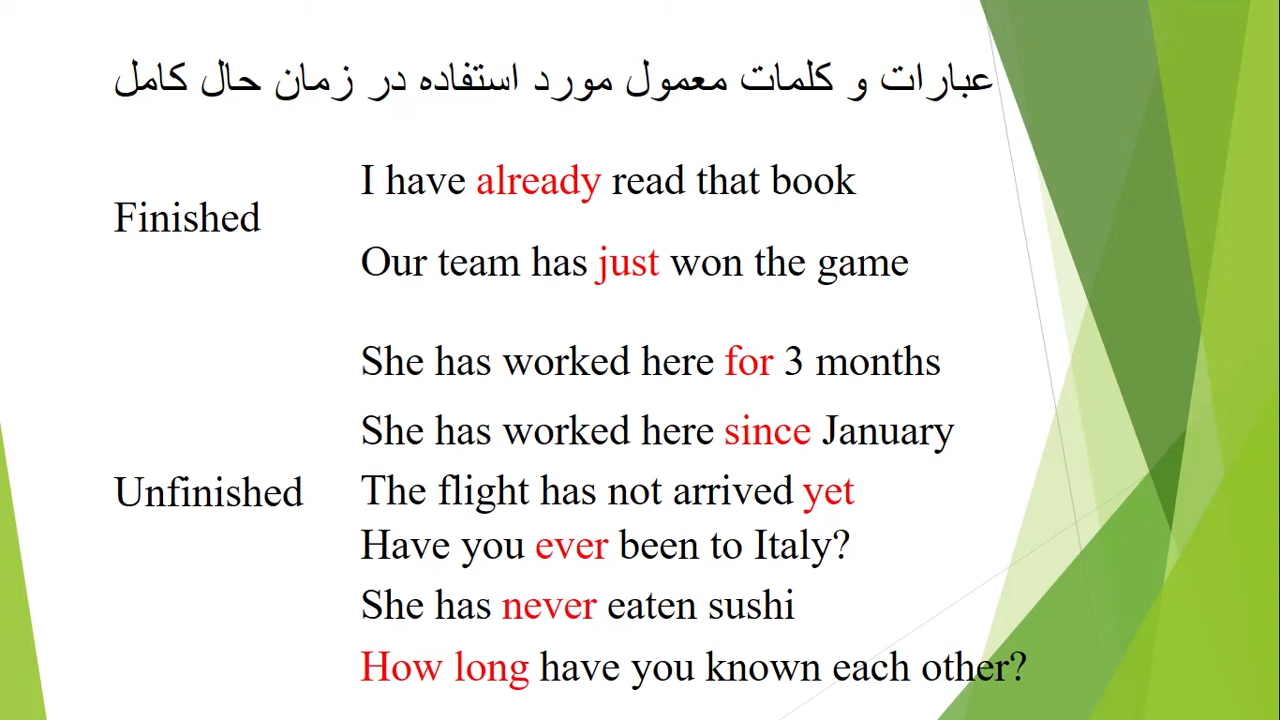 عبارات و کلمات معمول مورد استفاده در زمان حال کامل
Finished
I have already read that book
Our team has just won the game
Unfinished
She has worked here for 3 months
She has worked here since January
The flight has not arrived yet
Have you ever been to Italy?
She has never eaten sushi
How long have you known each other?